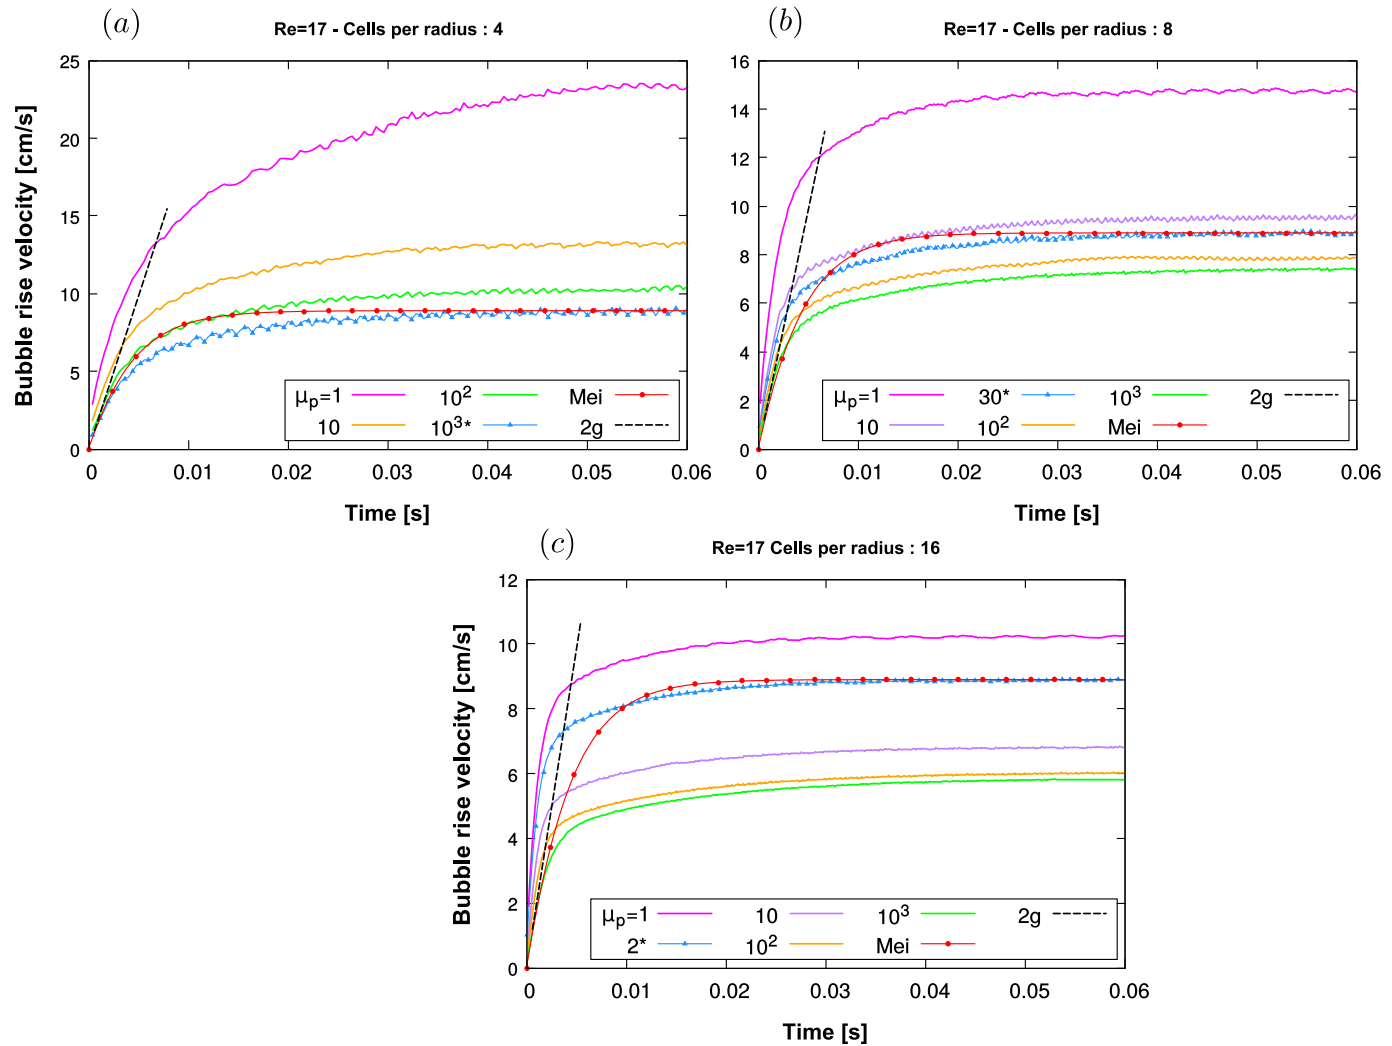 (a)
Re=17 - Cells per radius : 4
25
20
15
10
5
0
0 0.01 0.02 0.03 0.04 0.05 0.06
Bubble rise velocity [cm/s]
Time [s]
μp=1 10² Mei
10 10³* 2g
(b)
Re=17 - Cells per radius : 8
16
14
12
10
8
6
4
2
0
0 0.01 0.02 0.03 0.04 0.05 0.06
Bubble rise velocity [cm/s]
Time [s]
μp=1 30* 10³ 2g
10 10² Mei
(c)
Re=17 Cells per radius : 16
12
10
8
6
4
2
0
0 0.01 0.02 0.03 0.04 0.05 0.06
Bubble rise velocity [cm/s]
Time [s]
μp=1 10 10³ 2g
2* 10² Mei